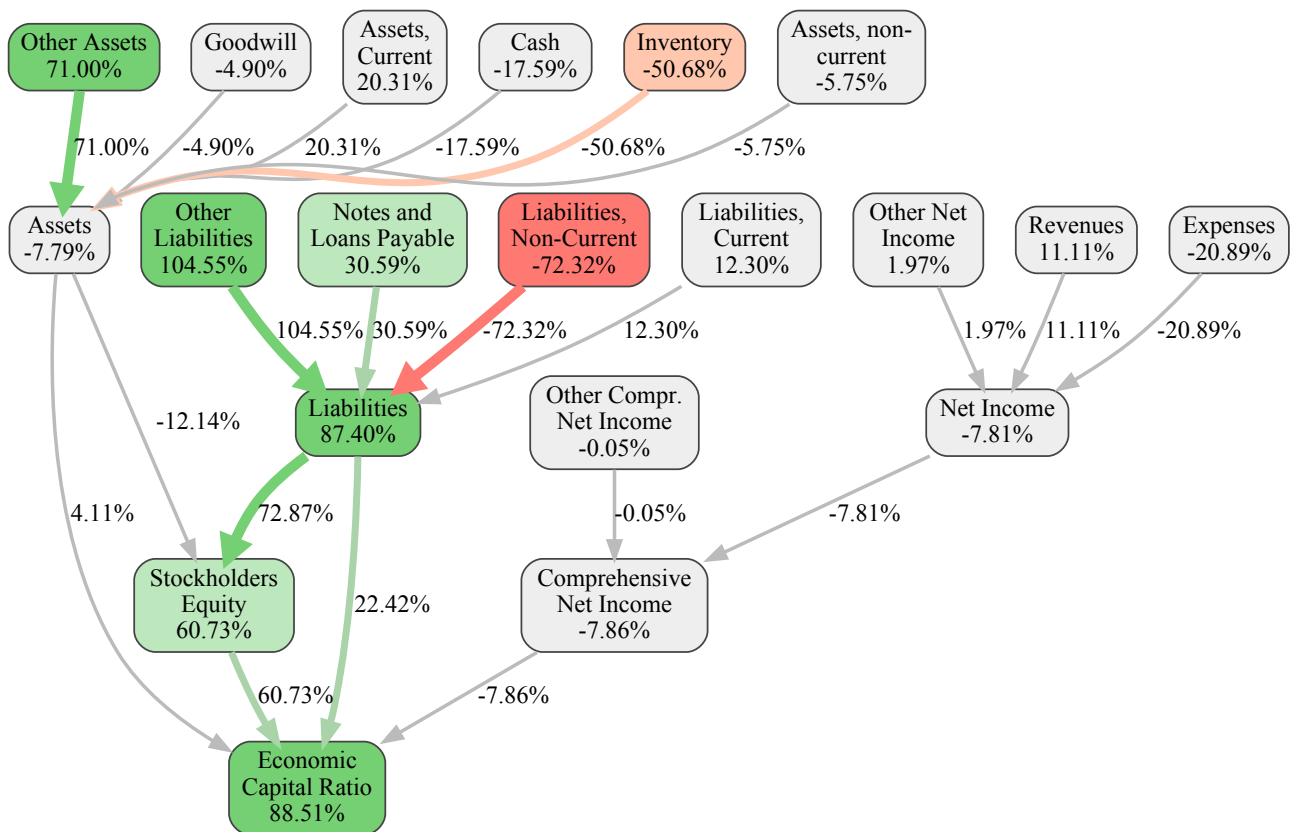 Other Assets
71.00%
Goodwill
-4.90%
Assets,
Current
20.31%
Cash
-17.59%
Inventory
-50.68%
Assets, non-
current
-5.75%
71.00%
-4.90%
20.31%
-17.59%
-50.68%
-5.75%
Assets
-7.79%
Other
Liabilities
104.55%
Notes and
Loans Payable
30.59%
Liabilities,
Non-Current
-72.32%
Liabilities,
Current
12.30%
Other Net
Income
1.97%
Revenues
11.11%
Expenses
-20.89%
104.55%
30.59%
-72.32%
12.30%
1.97%
11.11%
-20.89%
-12.14%
Liabilities
87.40%
Other Compr.
Net Income
-0.05%
Net Income
-7.81%
4.11%
72.87%
-0.05%
-7.81%
Stockholders
Equity
60.73%
22.42%
Comprehensive
Net Income
-7.86%
60.73%
-7.86%
Economic
Capital Ratio
88.51%